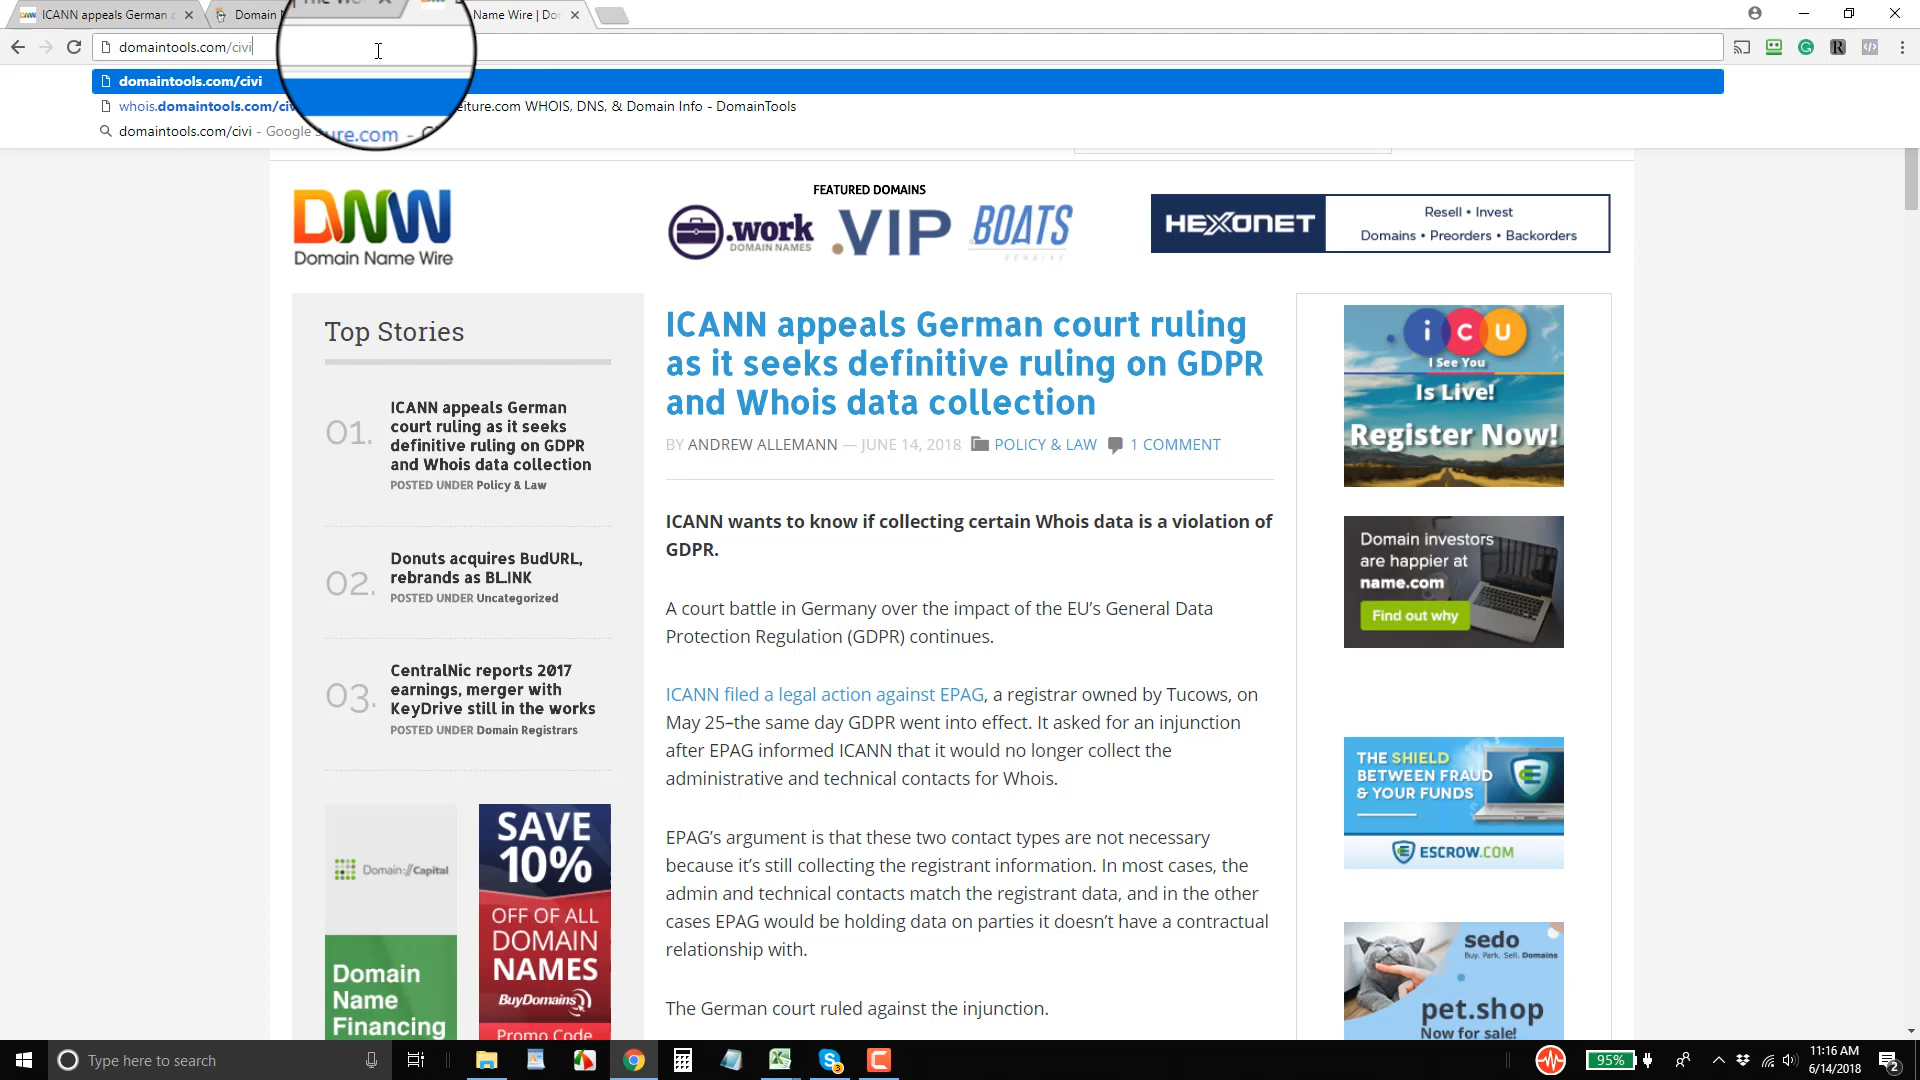 ICANN appeals German c
Domain
The Wo
Name Wire | Do
domaintools.com/civi
domaintools.com/civi
whois.domaintools.com/civ
eiture.com WHOIS, DNS, & Domain Info - DomainTools
domaintools.com/civi - Google S
ure.com -
DNW
Domain Name Wire
FEATURED DOMAINS
.work
DOMAIN NAMES
.VIP
BOATS
HEXONET
Resell • Invest
Domains • Preorders • Backorders
Top Stories
01.
ICANN appeals German
court ruling as it seeks
definitive ruling on GDPR
and Whois data collection
POSTED UNDER Policy & Law
02.
Donuts acquires BudURL,
rebrands as BL.INK
POSTED UNDER Uncategorized
03.
CentralNic reports 2017
earnings, merger with
KeyDrive still in the works
POSTED UNDER Domain Registrars
Domain://Capital
Domain
Name
Financing
SAVE
10%
OFF OF ALL
DOMAIN
NAMES
BuyDomains
Promo Code
ICANN appeals German court ruling
as it seeks definitive ruling on GDPR
and Whois data collection
BY ANDREW ALLEMANN — JUNE 14, 2018 POLICY & LAW 1 COMMENT
ICANN wants to know if collecting certain Whois data is a violation of
GDPR.
A court battle in Germany over the impact of the EU’s General Data
Protection Regulation (GDPR) continues.
ICANN filed a legal action against EPAG, a registrar owned by Tucows, on
May 25–the same day GDPR went into effect. It asked for an injunction
after EPAG informed ICANN that it would no longer collect the
administrative and technical contacts for Whois.
EPAG’s argument is that these two contact types are not necessary
because it’s still collecting the registrant information. In most cases, the
admin and technical contacts match the registrant data, and in the other
cases EPAG would be holding data on parties it doesn’t have a contractual
relationship with.
The German court ruled against the injunction.
i C U
I See You
Is Live!
Register Now!
Domain investors
are happier at
name.com
Find out why
THE SHIELD
BETWEEN FRAUD
& YOUR FUNDS
ESCROW.COM
sedo
Buy. Park. Sell. Domains.
pet.shop
Now for sale!
Type here to search
95%
11:16 AM
6/14/2018
3
2